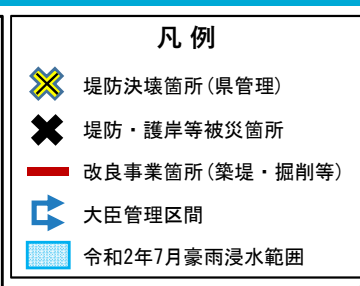 凡例
堤防決壊箇所(県管理)
堤防・護岸等被災箇所
改良事業箇所(築堤・掘削等)
大臣管理区間
令和2年7月豪雨浸水範囲